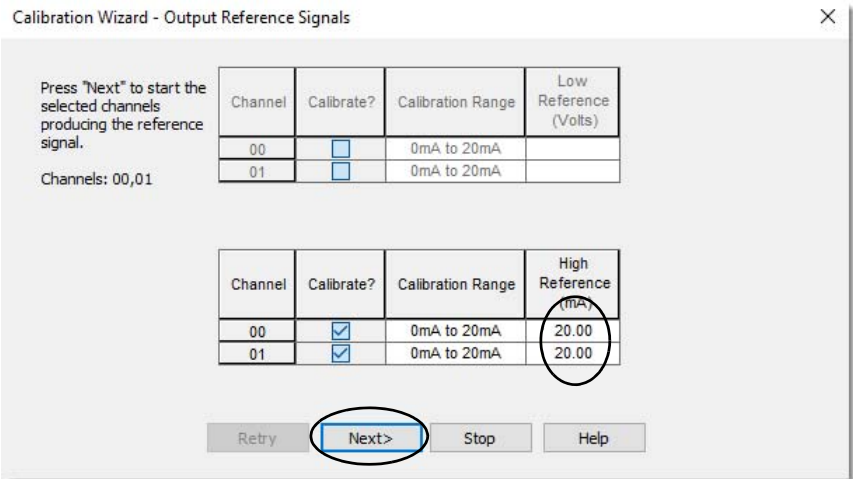 Calibration Wizard - Output Reference Signals
Press "Next" to start the
selected channels
producing the reference
signal.
Channels: 00,01
Channel Calibrate? Calibration Range Low
Reference
(Volts)
00 0mA to 20mA
01 0mA to 20mA
Channel Calibrate? Calibration Range High
Reference
(mA)
00 0mA to 20mA 20.00
01 0mA to 20mA 20.00
Retry Next> Stop Help